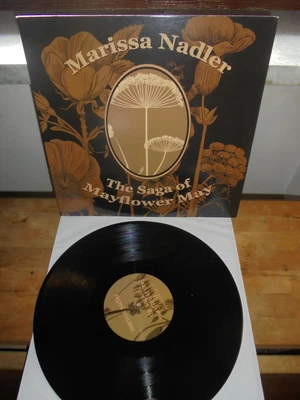 Marissa Nadler
The Saga of
Mayflower May